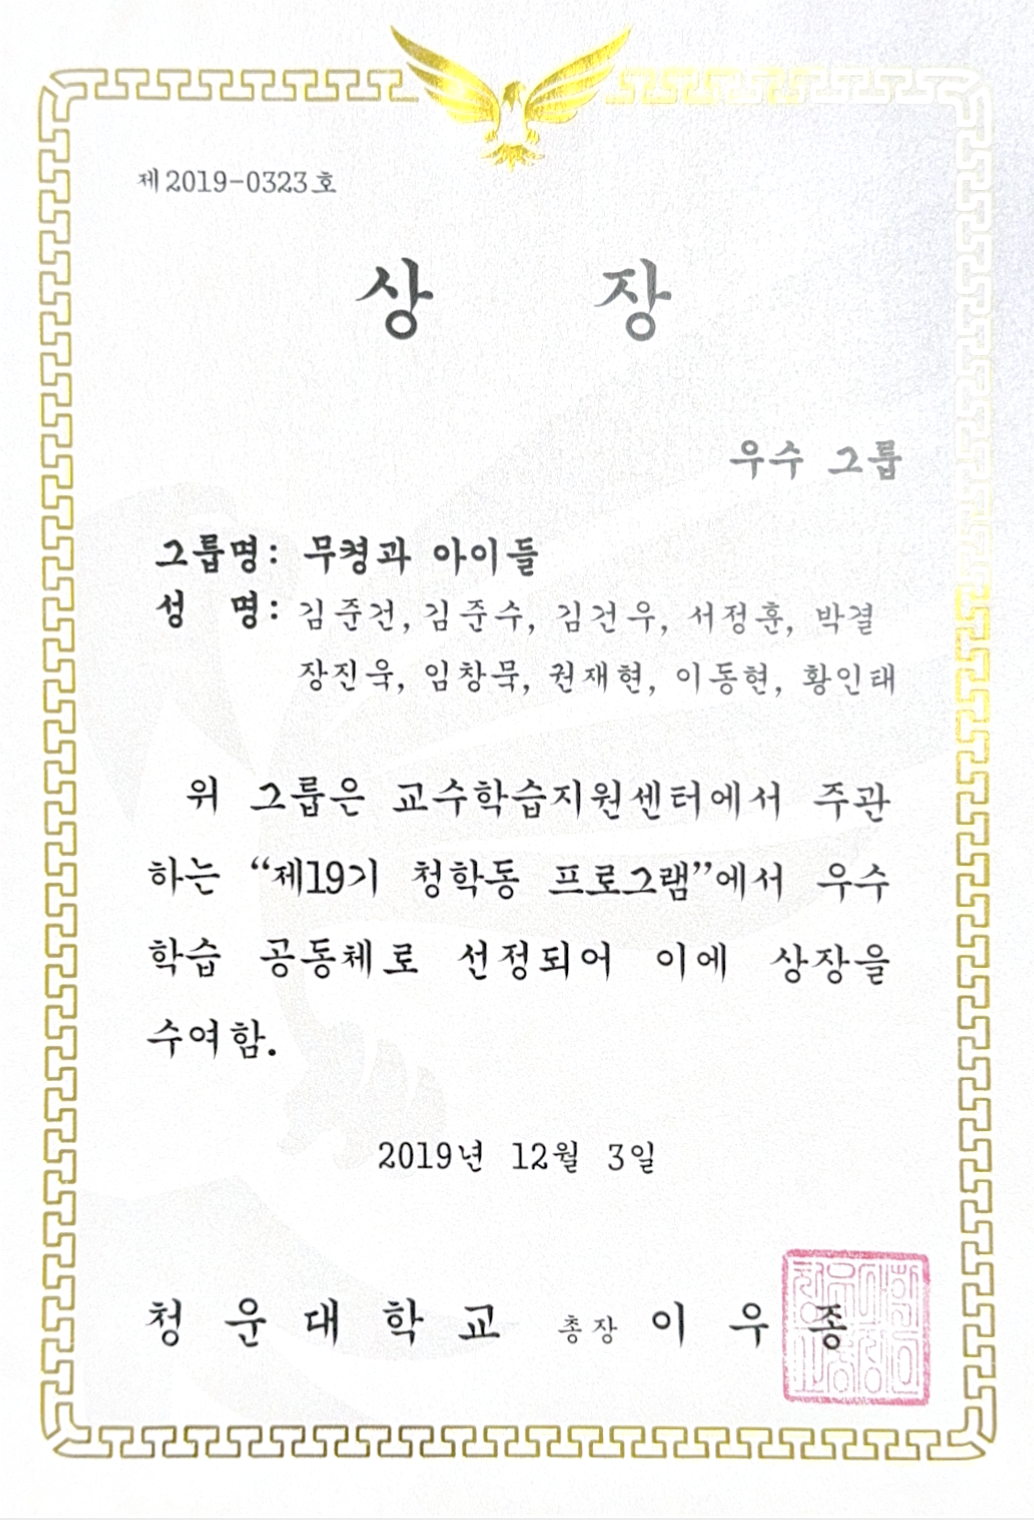 제2019-0323호
상 장
우수 그룹
그룹명: 무켱과 아이들
성 명: 김준건, 김준수, 김건우, 서정훈, 박결
장진욱, 임창묵, 권재현, 이동현, 황인태
위 그룹은 교수학습지원센터에서 주관
하는 “제19기 청학동 프로그램”에서 우수
학습 공동체로 선정되어 이에 상장을
수여함.
2019년 12월 3일
청운대학교 총장 이우종